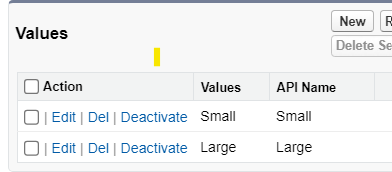 New
Values
Delete Se
Action Values API Name
| Edit | Del | Deactivate Small Small
| Edit | Del | Deactivate Large Large